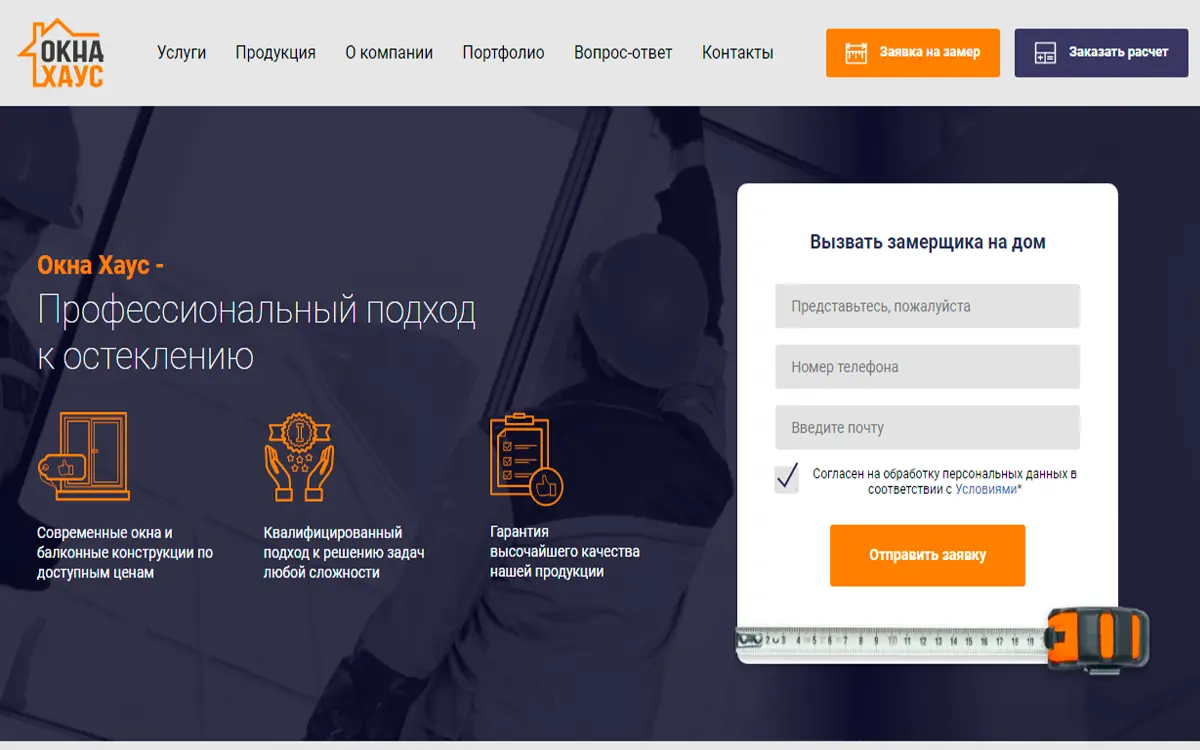 ОКНА
ХАУС
Услуги
Продукция
О компании
Портфолио
Вопрос-ответ
Контакты
Заявка на замер
Заказать расчет
Окна Хаус -
Профессиональный подход
к остеклению
Современные окна и
балконные конструкции по
доступным ценам
I
Квалифицированный
подход к решению задач
любой сложности
Гарантия
высочайшего качества
нашей продукции
Вызвать замерщика на дом
Представьтесь, пожалуйста
Номер телефона
Введите почту
Согласен на обработку персональных данных в
соответствии с Условиями*
Отправить заявку
2 3 4 5 6 7 8 9 10 11 12 13 14 15 16 17 18 19